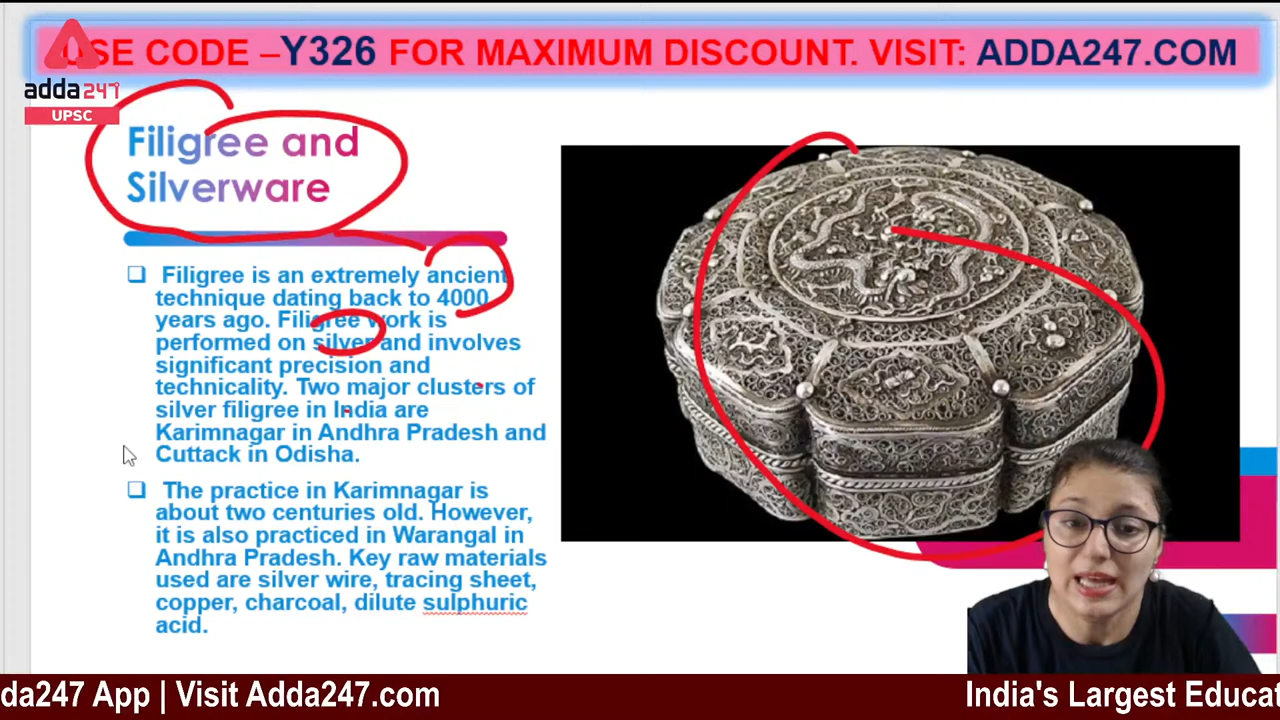 USE CODE –Y326 FOR MAXIMUM DISCOUNT. VISIT: ADDA247.COM
adda247
UPSC
Filigree and
Silverware
Filigree is an extremely ancient
technique dating back to 4000
years ago. Filigree work is
performed on silver and involves
significant precision and
technicality. Two major clusters of
silver filigree in India are
Karimnagar in Andhra Pradesh and
Cuttack in Odisha.
The practice in Karimnagar is
about two centuries old. However,
it is also practiced in Warangal in
Andhra Pradesh. Key raw materials
used are silver wire, tracing sheet,
copper, charcoal, dilute sulphuric
acid.
da247 App | Visit Adda247.com India's Largest Educat